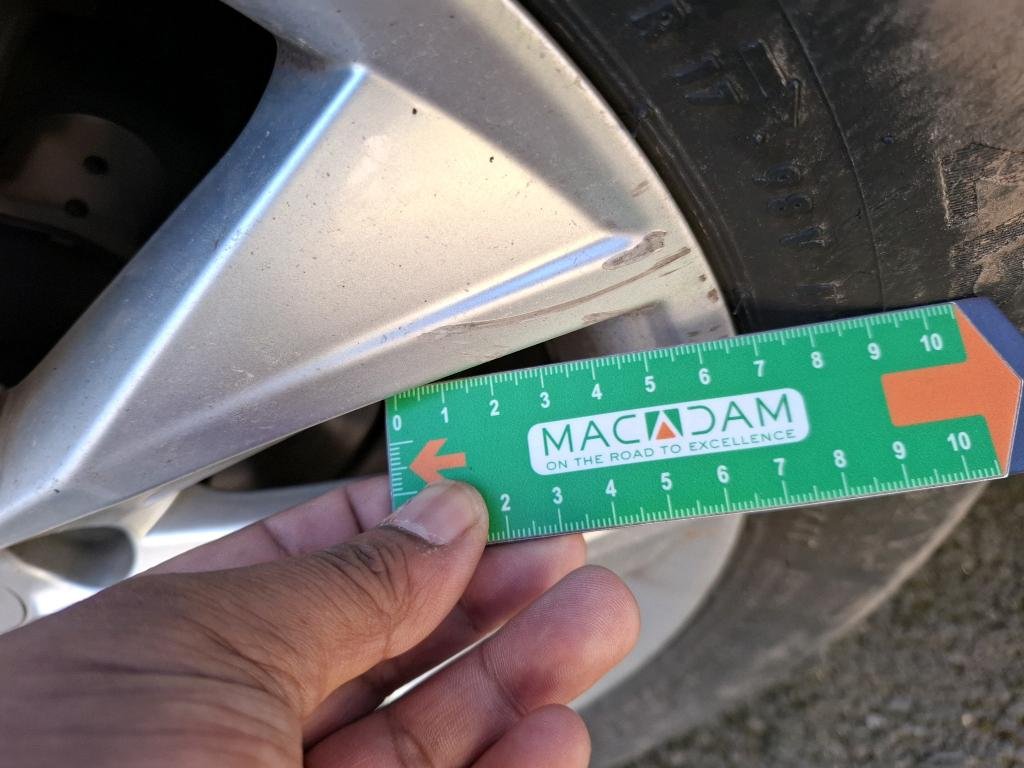 0 1 2 3 4 5 6 7 8 9 10
MACADAM
ON THE ROAD TO EXCELLENCE
2 3 4 5 6 7 8 9 10